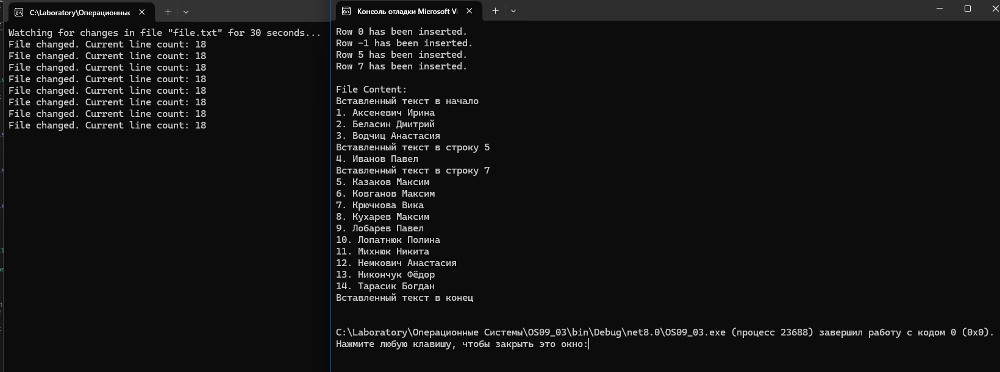 C:\Laboratory\Операционные
Watching for changes in file "file.txt" for 30 seconds...
File changed. Current line count: 18
File changed. Current line count: 18
File changed. Current line count: 18
File changed. Current line count: 18
File changed. Current line count: 18
File changed. Current line count: 18
File changed. Current line count: 18
File changed. Current line count: 18
Консоль отладки Microsoft Vi
Row 0 has been inserted.
Row -1 has been inserted.
Row 5 has been inserted.
Row 7 has been inserted.
File Content:
Вставленный текст в начало
1. Аксеневич Ирина
2. Беласин Дмитрий
3. Водчиц Анастасия
Вставленный текст в строку 5
4. Иванов Павел
Вставленный текст в строку 7
5. Казаков Максим
6. Ковганов Максим
7. Крючкова Вика
8. Кухарев Максим
9. Лобарев Павел
10. Лопатнюк Полина
11. Михнюк Никита
12. Немкович Анастасия
13. Никончук Фёдор
14. Тарасик Богдан
Вставленный текст в конец
C:\Laboratory\Операционные Системы\OS09_03\bin\Debug\net8.0\OS09_03.exe (процесс 23688) завершил работу с кодом 0 (0x0).
Нажмите любую клавишу, чтобы закрыть это окно: